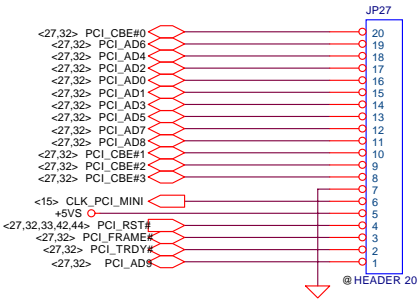 JP27
<27,32> PCI_CBE#0 20
<27,32> PCI_AD6 19
<27,32> PCI_AD4 18
<27,32> PCI_AD2 17
<27,32> PCI_AD0 16
<27,32> PCI_AD1 15
<27,32> PCI_AD3 14
<27,32> PCI_AD5 13
<27,32> PCI_AD7 12
<27,32> PCI_AD8 11
<27,32> PCI_CBE#1 10
<27,32> PCI_CBE#2 9
<27,32> PCI_CBE#3 8
7
<15> CLK_PCI_MINI 6
+5VS 5
<27,32,33,42,44> PCI_RST# 4
<27,32> PCI_FRAME# 3
<27,32> PCI_TRDY# 2
<27,32> PCI_AD9 1
@HEADER 20